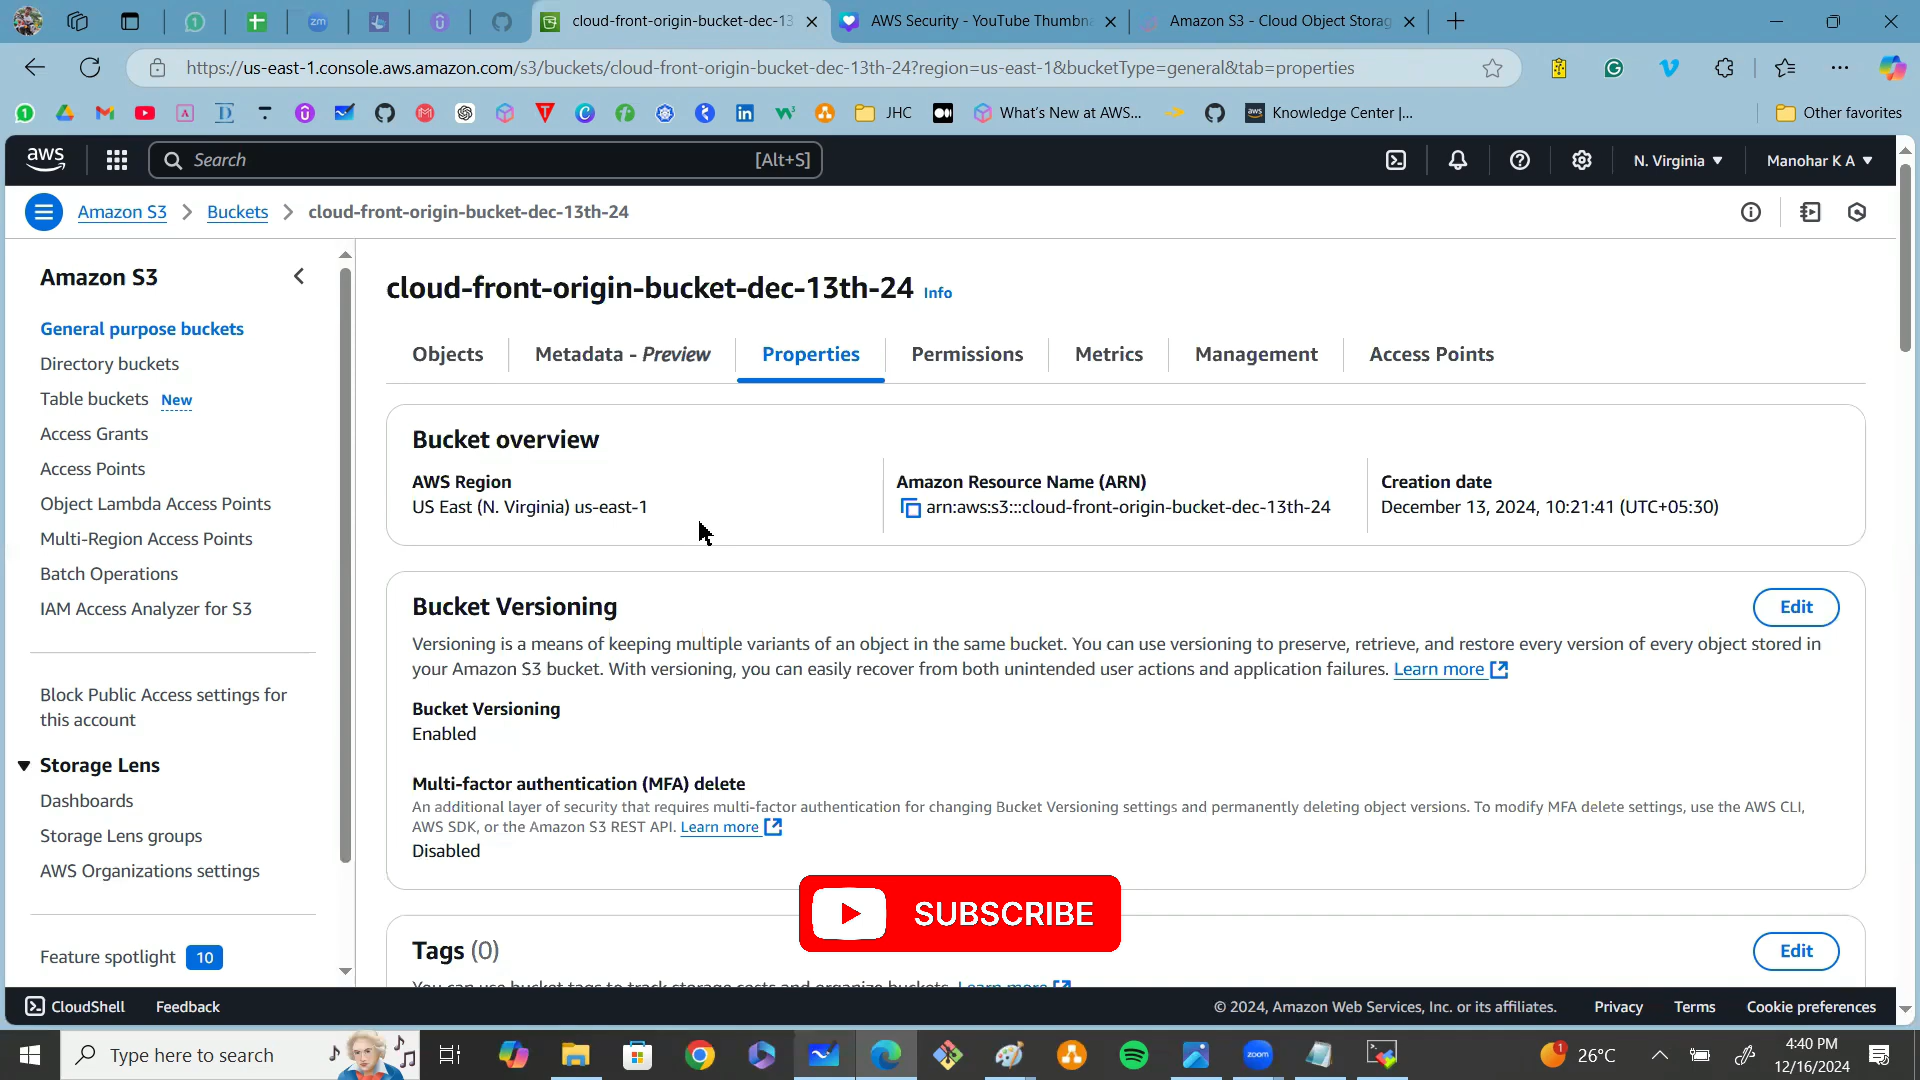 cloud-front-origin-bucket-dec-13
AWS Security - YouTube Thumbn
Amazon S3 - Cloud Object Storag
https://us-east-1.console.aws.amazon.com/s3/buckets/cloud-front-origin-bucket-dec-13th-24?region=us-east-1&bucketType=general&tab=properties
JHC
What's New at AWS...
Knowledge Center |...
Other favorites
aws
Search
[Alt+S]
N. Virginia
Manohar K A
Amazon S3
Buckets
cloud-front-origin-bucket-dec-13th-24
Amazon S3
General purpose buckets
Directory buckets
Table buckets New
Access Grants
Access Points
Object Lambda Access Points
Multi-Region Access Points
Batch Operations
IAM Access Analyzer for S3
Block Public Access settings for
this account
Storage Lens
Dashboards
Storage Lens groups
AWS Organizations settings
Feature spotlight 10
cloud-front-origin-bucket-dec-13th-24 Info
Objects
Metadata - Preview
Properties
Permissions
Metrics
Management
Access Points
Bucket overview
AWS Region
US East (N. Virginia) us-east-1
Amazon Resource Name (ARN)
arn:aws:s3:::cloud-front-origin-bucket-dec-13th-24
Creation date
December 13, 2024, 10:21:41 (UTC+05:30)
Bucket Versioning
Edit
Versioning is a means of keeping multiple variants of an object in the same bucket. You can use versioning to preserve, retrieve, and restore every version of every object stored in
your Amazon S3 bucket. With versioning, you can easily recover from both unintended user actions and application failures. Learn more
Bucket Versioning
Enabled
Multi-factor authentication (MFA) delete
An additional layer of security that requires multi-factor authentication for changing Bucket Versioning settings and permanently deleting object versions. To modify MFA delete settings, use the AWS CLI,
AWS SDK, or the Amazon S3 REST API. Learn more
Disabled
SUBSCRIBE
Tags (0)
Edit
You can use bucket tags to track storage costs and organize buckets. Learn more
CloudShell
Feedback
© 2024, Amazon Web Services, Inc. or its affiliates.
Privacy
Terms
Cookie preferences
Type here to search
26°C
4:40 PM
12/16/2024